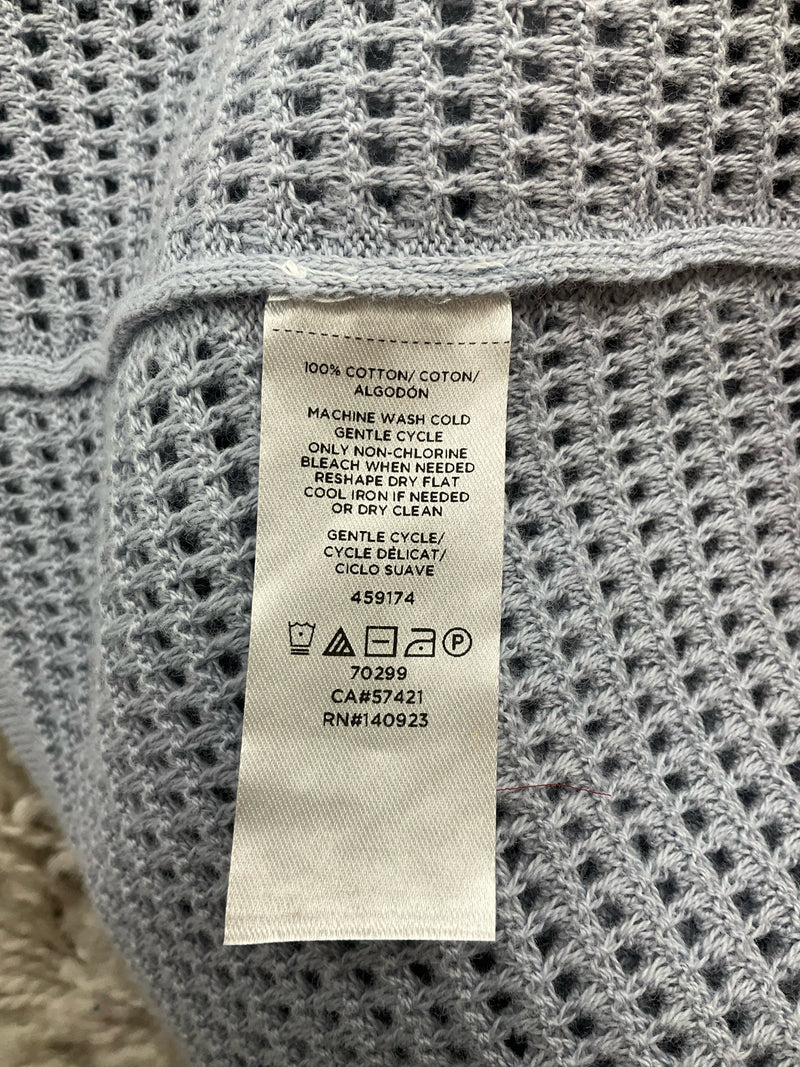 100% COTTON/ COTON/
ALGODÓN
MACHINE WASH COLD
GENTLE CYCLE
ONLY NON-CHLORINE
BLEACH WHEN NEEDED
RESHAPE DRY FLAT
COOL IRON IF NEEDED
OR DRY CLEAN
GENTLE CYCLE/
CYCLE DÉLICAT/
CICLO SUAVE
459174
P
70299
CA#57421
RN#140923